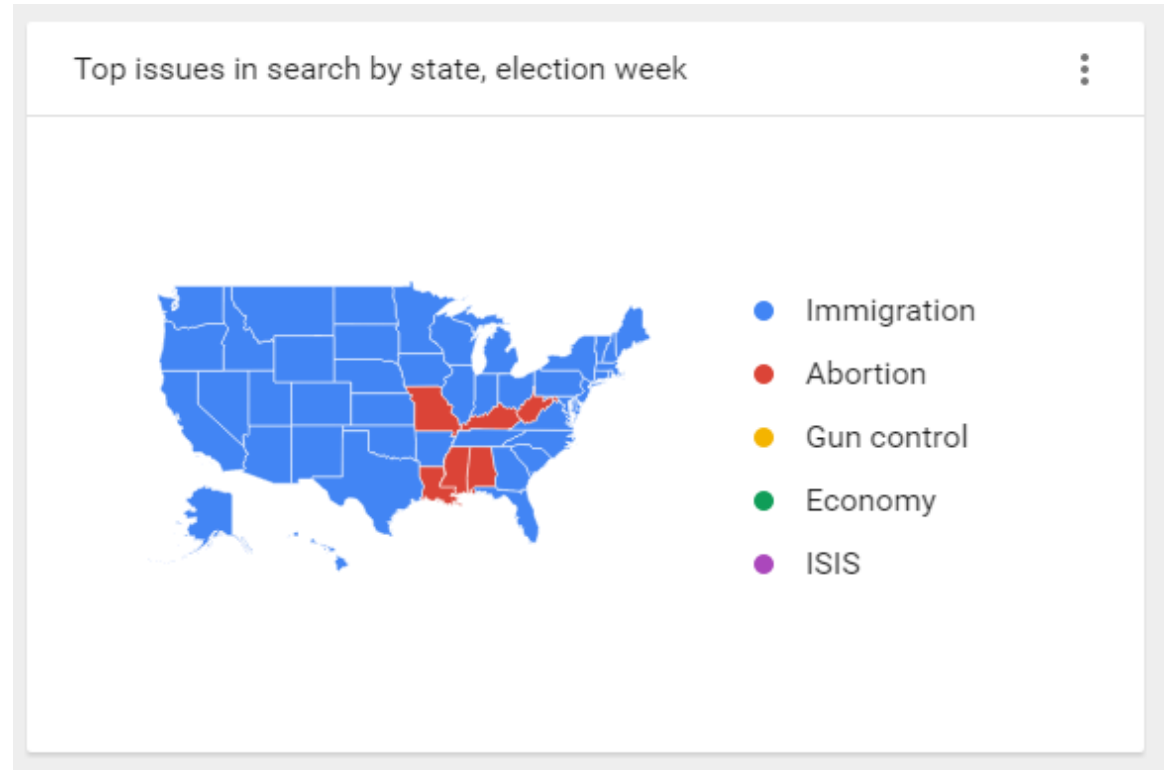 Top issues in search by state, election week
Immigration
Abortion
Gun control
Economy
ISIS